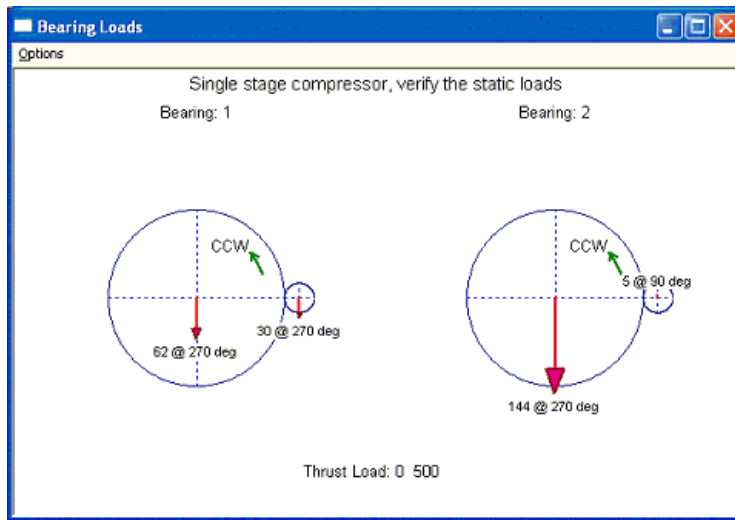 Bearing Loads
Options
Single stage compressor, verify the static loads
Bearing: 1
Bearing: 2
CCW
CCW
5 @ 90 deg
30 @ 270 deg
62 @ 270 deg
144 @ 270 deg
Thrust Load: 0 500